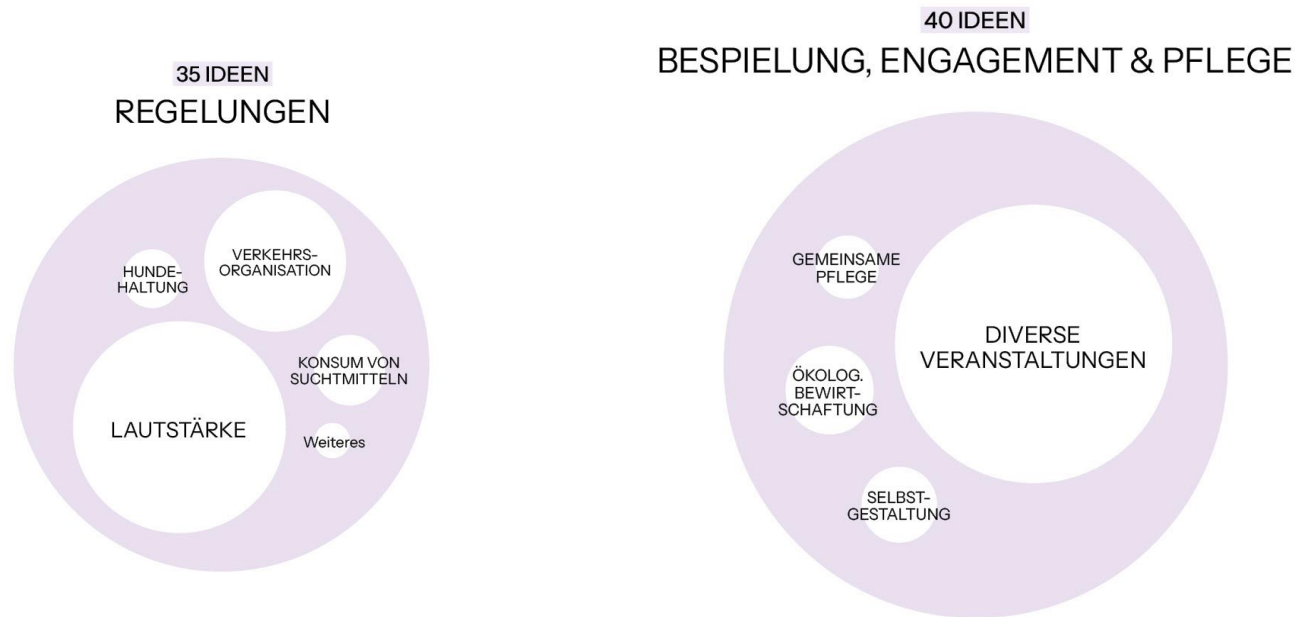 35 IDEEN
REGELUNGEN
HUNDE-
HALTUNG
VERKEHRS-
ORGANISATION
KONSUM VON
SUCHTMITTELN
LAUTSTÄRKE
Weiteres
40 IDEEN
BESPIELUNG, ENGAGEMENT & PFLEGE
GEMEINSAME
PFLEGE
DIVERSE
VERANSTALTUNGEN
ÖKOLOG.
BEWIRT-
SCHAFTUNG
SELBST-
GESTALTUNG